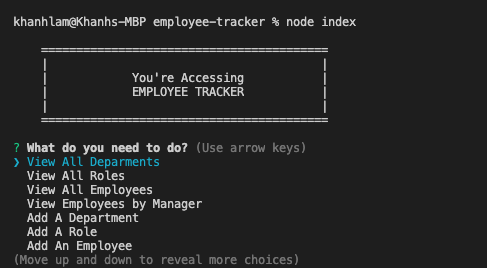 khanhlam@Khanhs-MBP employee-tracker % node index
=========================================
| |
| You're Accessing |
| EMPLOYEE TRACKER |
| |
=========================================
? What do you need to do? (Use arrow keys)
❯ View All Deparments
View All Roles
View All Employees
View Employees by Manager
Add A Department
Add A Role
Add An Employee
(Move up and down to reveal more choices)